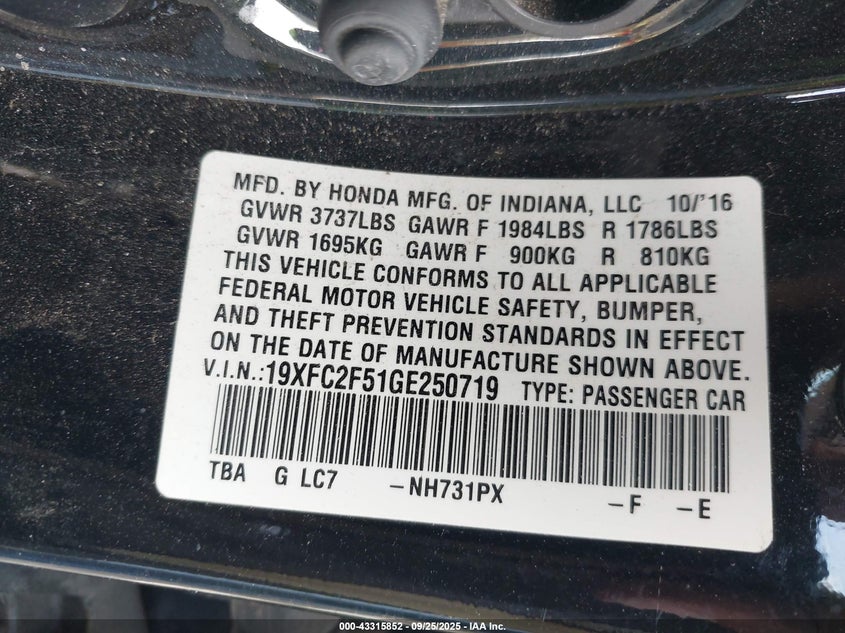 MFD. BY HONDA MFG. OF INDIANA, LLC 10/'16
GVWR 3737LBS GAWR F 1984LBS R 1786LBS
GVWR 1695KG GAWR F 900KG R 810KG
THIS VEHICLE CONFORMS TO ALL APPLICABLE
FEDERAL MOTOR VEHICLE SAFETY, BUMPER,
AND THEFT PREVENTION STANDARDS IN EFFECT
ON THE DATE OF MANUFACTURE SHOWN ABOVE.
V.I.N.:19XFC2F51GE250719 TYPE: PASSENGER CAR
TBA G LC7 -NH731PX -F -E
000-43315852 - 09/25/2025 - IAA Inc.